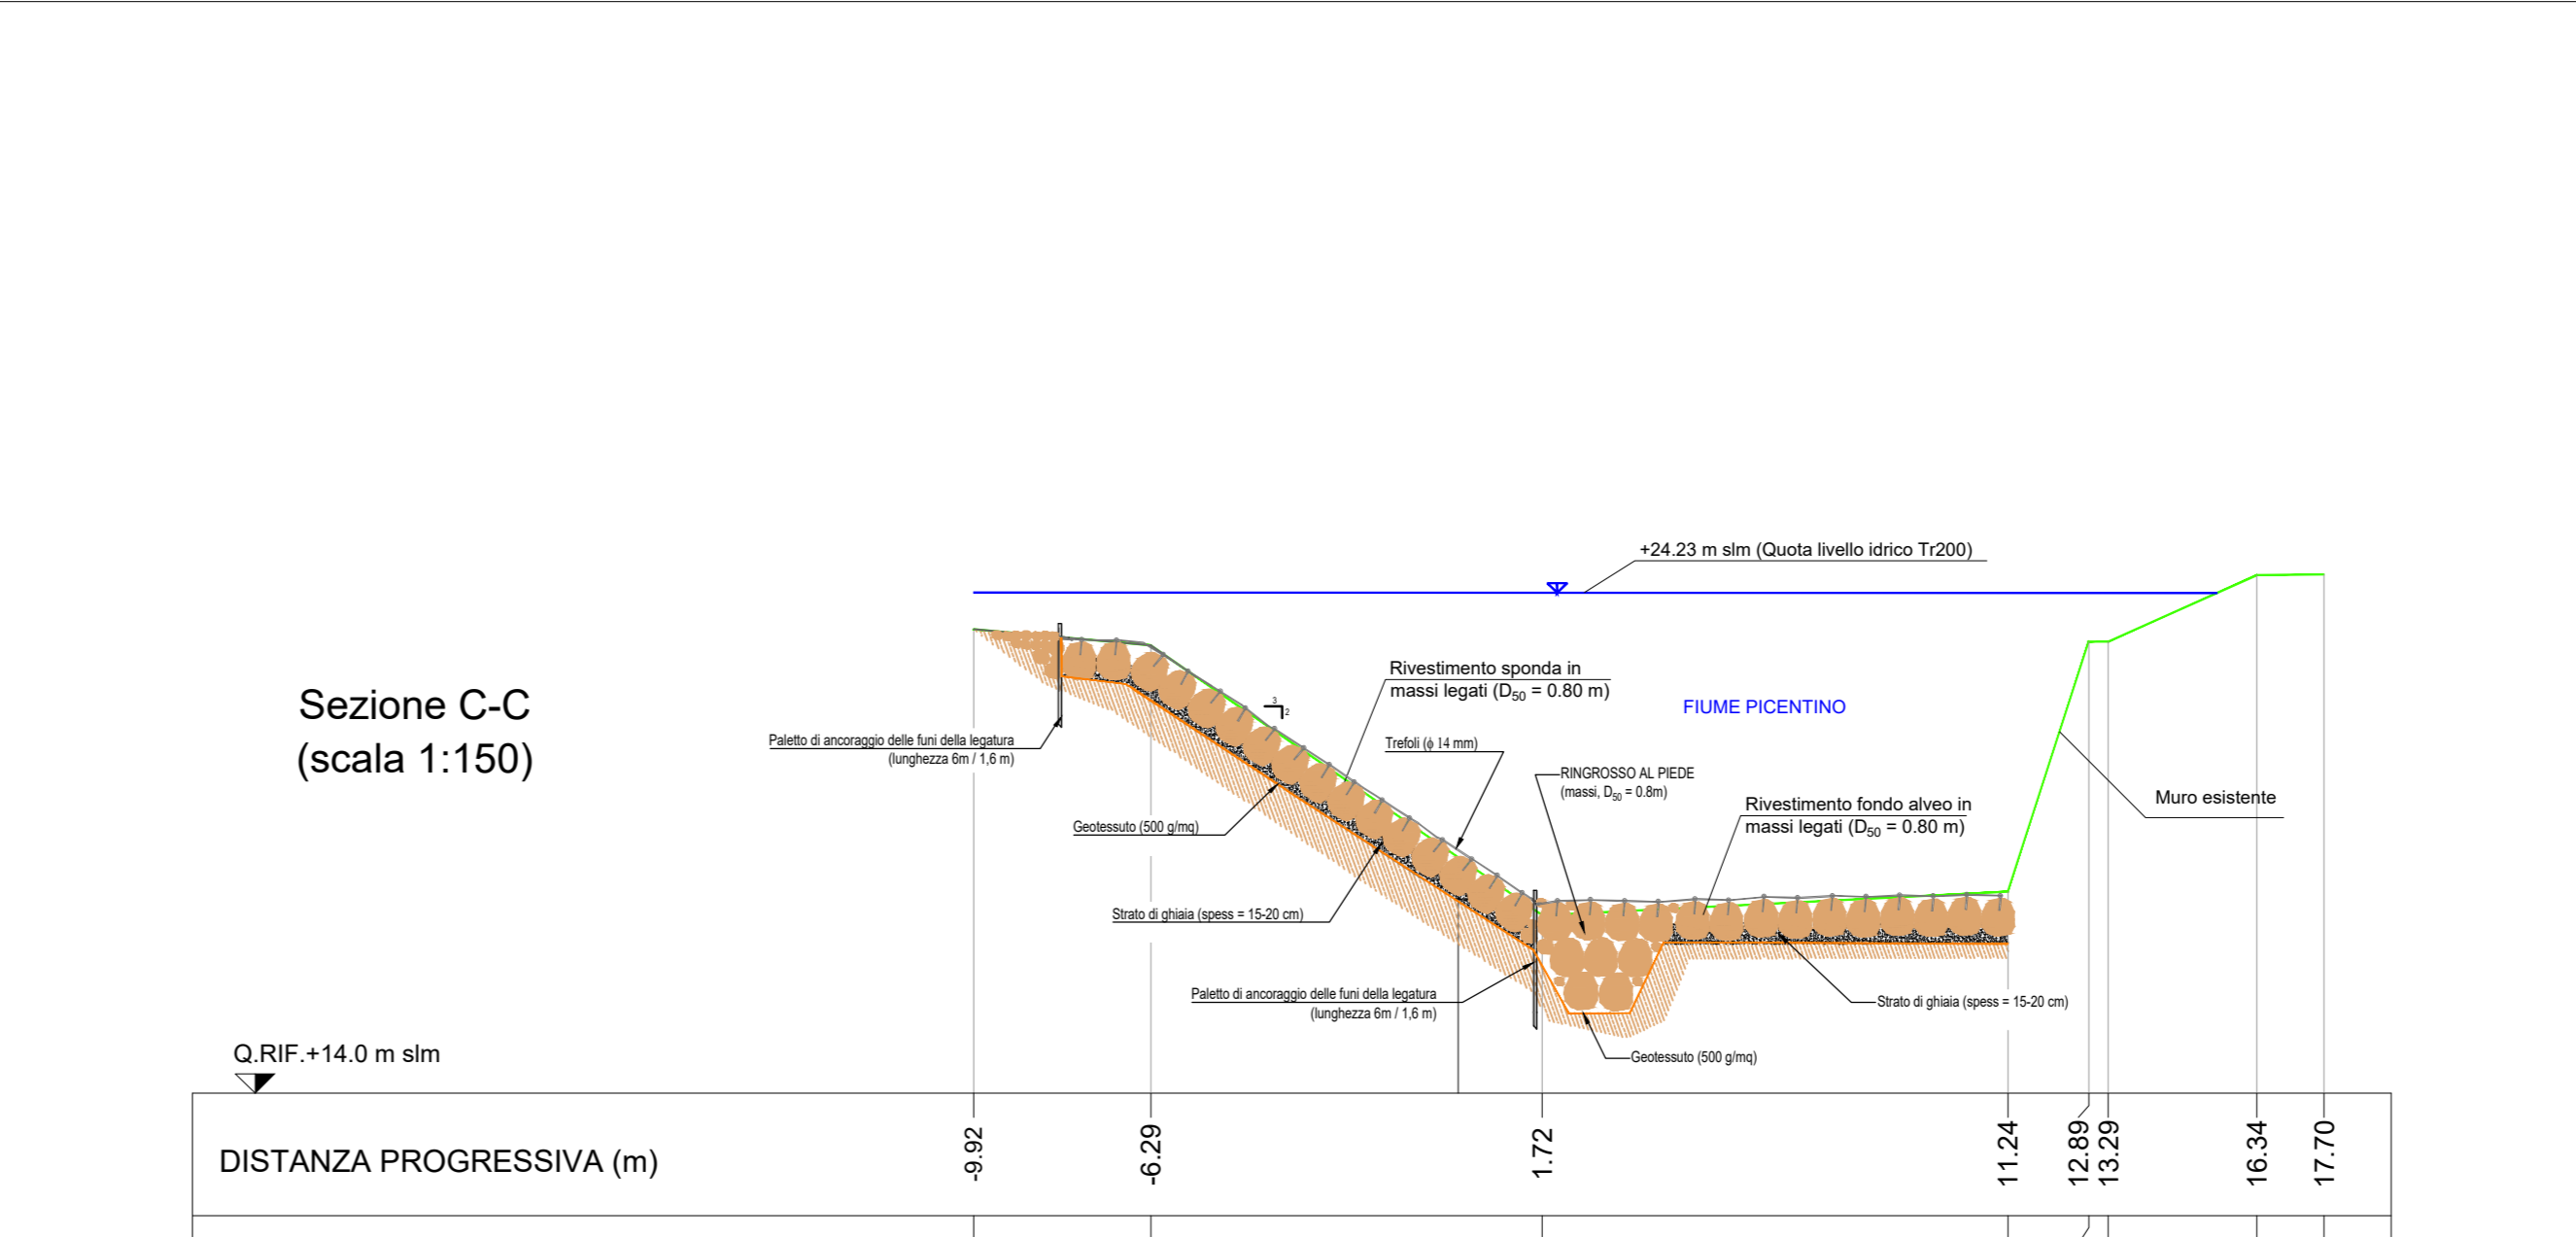 +24.23 m slm (Quota livello idrico Tr200)
Sezione C-C
(scala 1:150)
Rivestimento sponda in
massi legati (D50 = 0.80 m)
3
2
FIUME PICENTINO
Paletto di ancoraggio delle funi della legatura
(lunghezza 6m / 1,6 m)
Trefoli (ϕ 14 mm)
RINGROSSO AL PIEDE
(massi, D50 = 0.8m)
Rivestimento fondo alveo in
massi legati (D50 = 0.80 m)
Muro esistente
Geotessuto (500 g/mq)
Strato di ghiaia (spess = 15-20 cm)
Paletto di ancoraggio delle funi della legatura
(lunghezza 6m / 1,6 m)
Strato di ghiaia (spess = 15-20 cm)
Geotessuto (500 g/mq)
Q.RIF.+14.0 m slm
DISTANZA PROGRESSIVA (m)
-9.92
-6.29
1.72
11.24
12.89
13.29
16.34
17.70